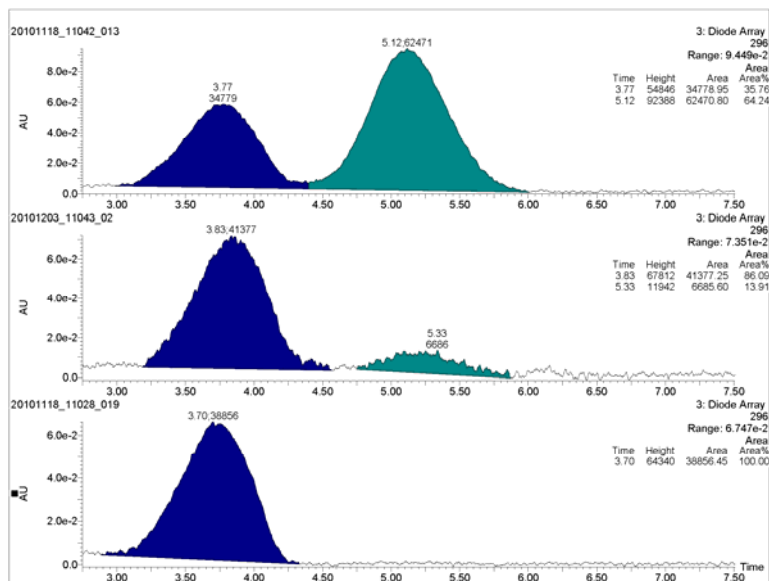 20101118_11042_013
3: Diode Array
296
Range: 9.449e-2
Area
Time Height Area Area%
3.77 54846 34778.95 35.76
5.12 92388 62470.80 64.24
5.12;62471
3.77
34779
8.0e-2
6.0e-2
4.0e-2
2.0e-2
0.0
AU
3.00 3.50 4.00 4.50 5.00 5.50 6.00 6.50 7.00 7.50
20101203_11043_02
3: Diode Array
296
Range: 7.351e-2
Area
Time Height Area Area%
3.83 67812 41377.25 86.09
5.33 11942 6685.60 13.91
3.83;41377
5.33
6686
6.0e-2
4.0e-2
2.0e-2
0.0
AU
3.00 3.50 4.00 4.50 5.00 5.50 6.00 6.50 7.00 7.50
20101118_11028_019
3: Diode Array
296
Range: 6.747e-2
Area
Time Height Area Area%
3.70 64340 38856.45 100.00
3.70;38856
6.0e-2
4.0e-2
2.0e-2
0.0
AU
Time
3.00 3.50 4.00 4.50 5.00 5.50 6.00 6.50 7.00 7.50